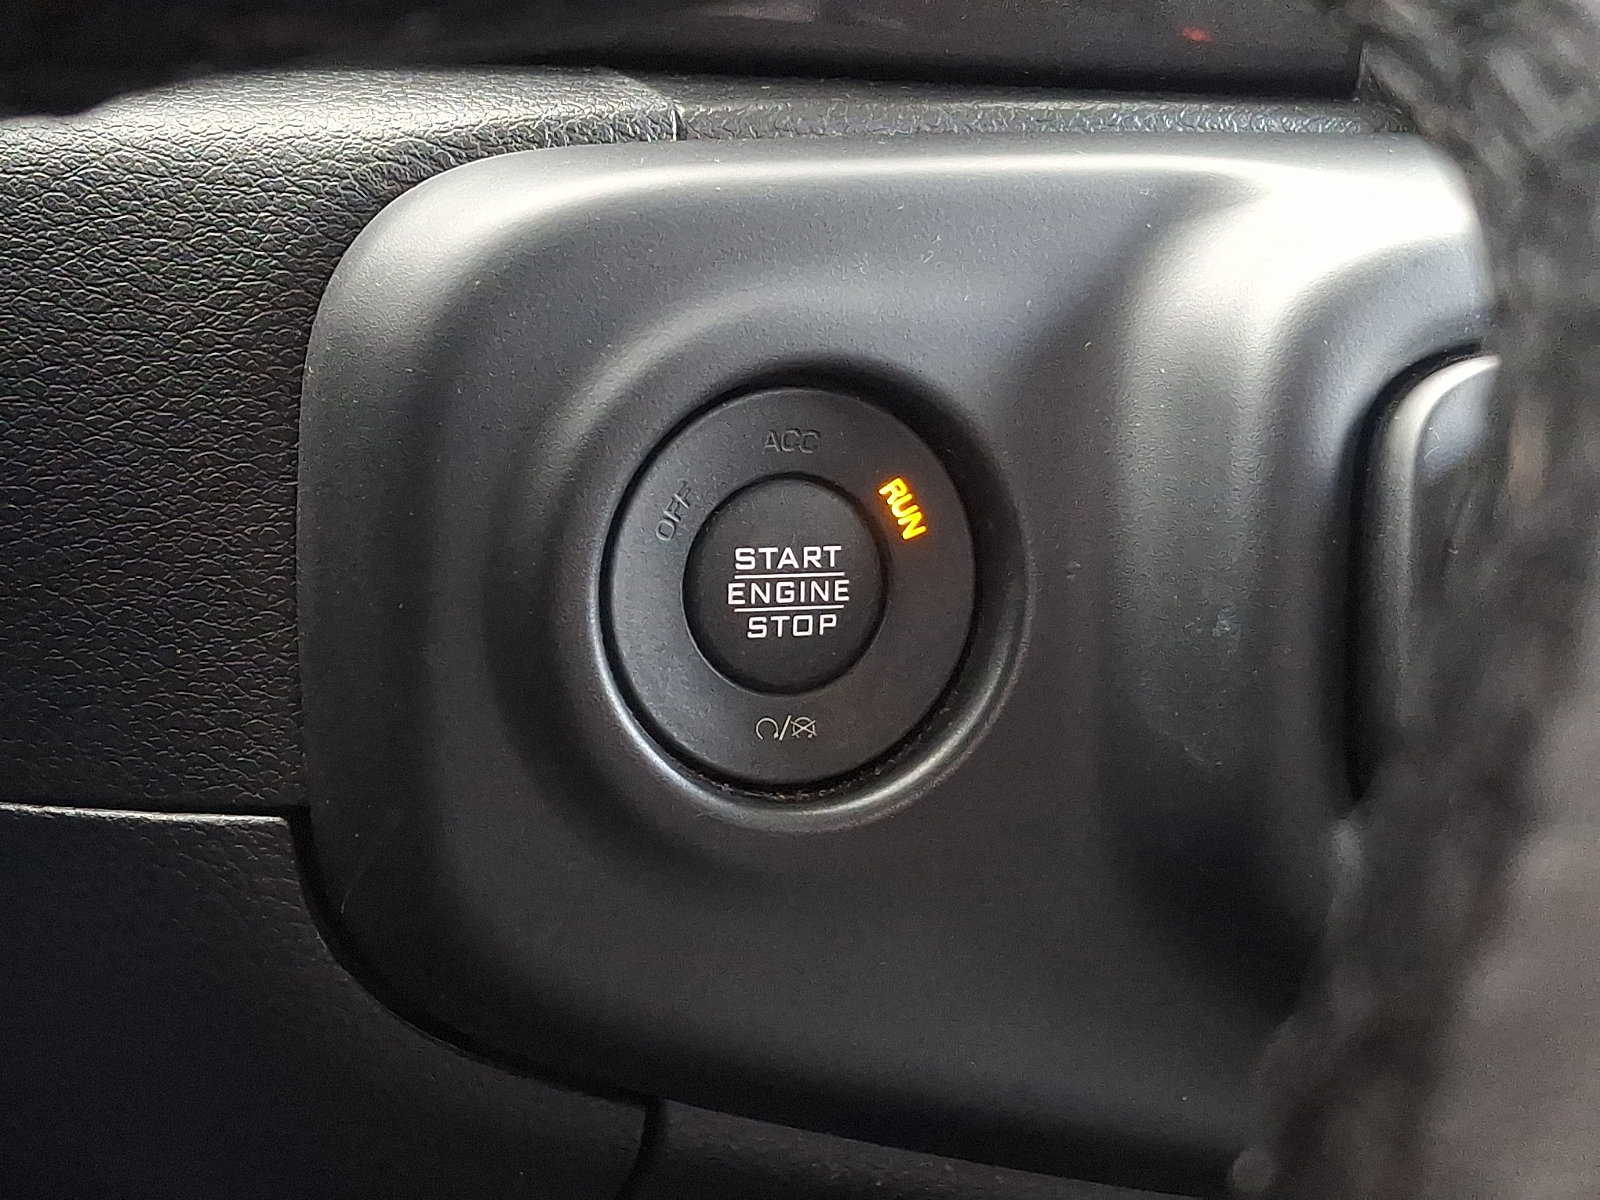 ACC
OFF
RUN
START
ENGINE
STOP
/